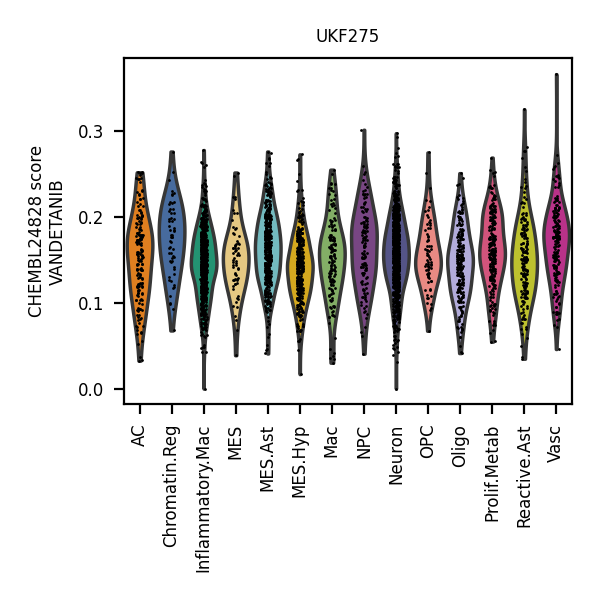 UKF275
CHEMBL24828 score
VANDETANIB
0.3
0.2
0.1
0.0
AC
Chromatin.Reg
Inflammatory.Mac
MES
MES.Ast
MES.Hyp
Mac
NPC
Neuron
OPC
Oligo
Prolif.Metab
Reactive.Ast
Vasc